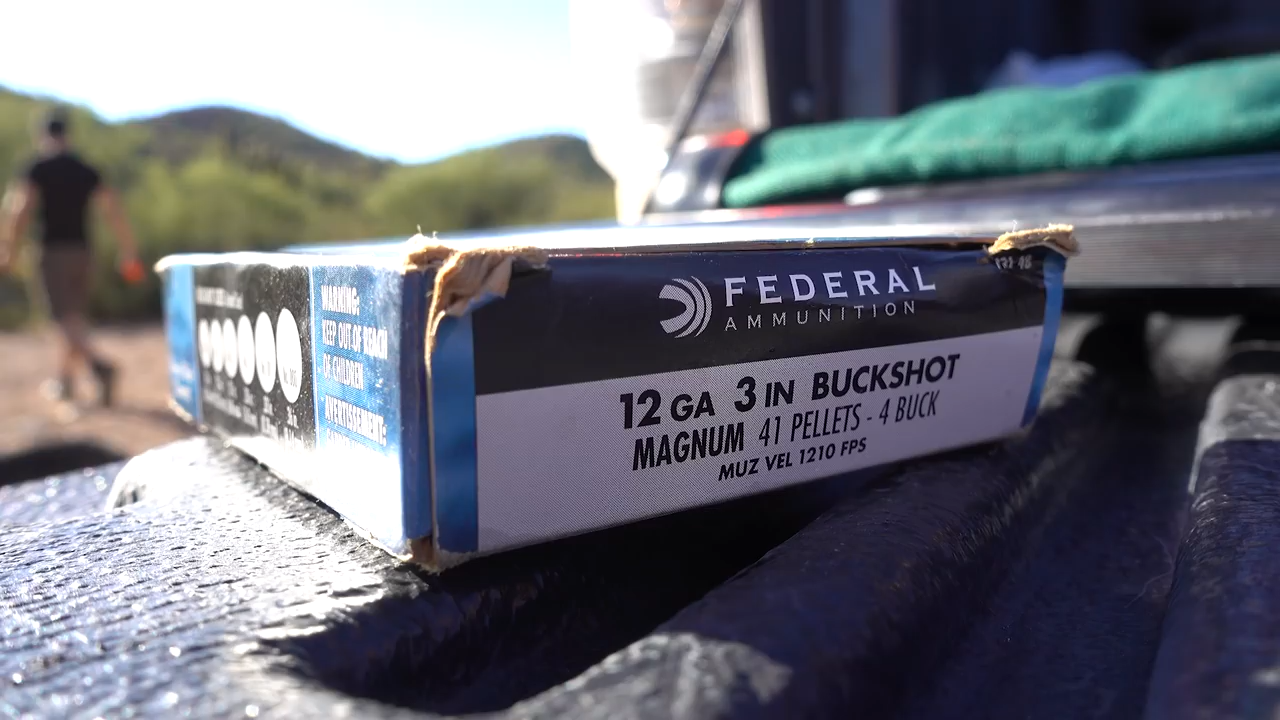 WARNING:
KEEP OUT OF REACH
OF CHILDREN
AVERTISSEMENT:
FEDERAL
AMMUNITION
12 GA 3 IN BUCKSHOT
MAGNUM 41 PELLETS - 4 BUCK
MUZ VEL 1210 FPS